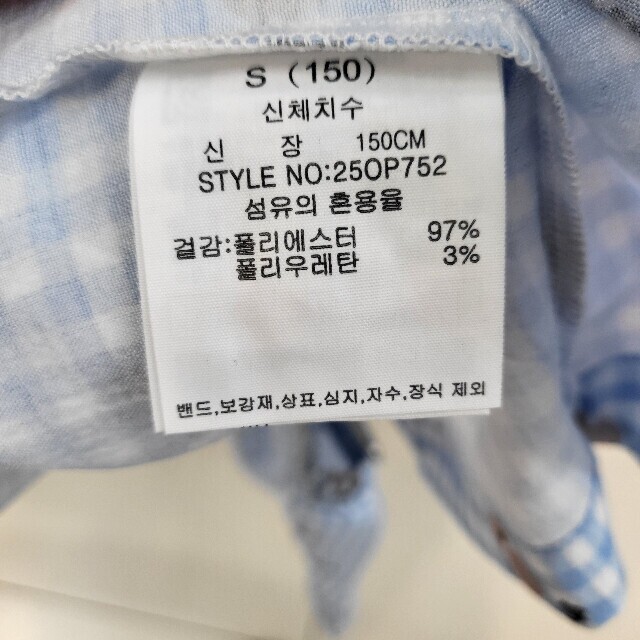 S (150)
신체치수
신 장 150CM
STYLE NO:25OP752
섬유의 혼용율
겉감:폴리에스터 97%
폴리우레탄 3%
밴드,보강재,상표,심지,자수,장식 제외